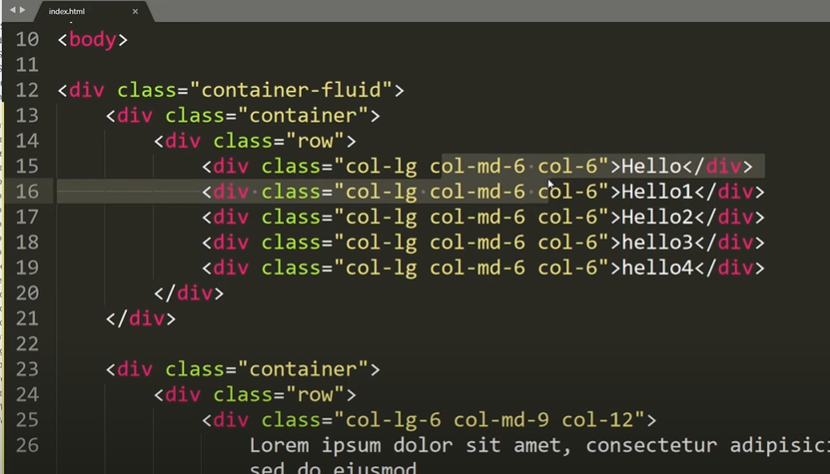 index.html ×
10 <body>
11
12 <div class="container-fluid">
13 <div class="container">
14 <div class="row">
15 <div class="col-lg col-md-6 col-6">Hello</div>
16 <div class="col-lg col-md-6 col-6">Hello1</div>
17 <div class="col-lg col-md-6 col-6">Hello2</div>
18 <div class="col-lg col-md-6 col-6">hello3</div>
19 <div class="col-lg col-md-6 col-6">hello4</div>
20 </div>
21 </div>
22
23 <div class="container">
24 <div class="row">
25 <div class="col-lg-6 col-md-9 col-12">
26 Lorem ipsum dolor sit amet, consectetur adipisic
sed do eiusmod